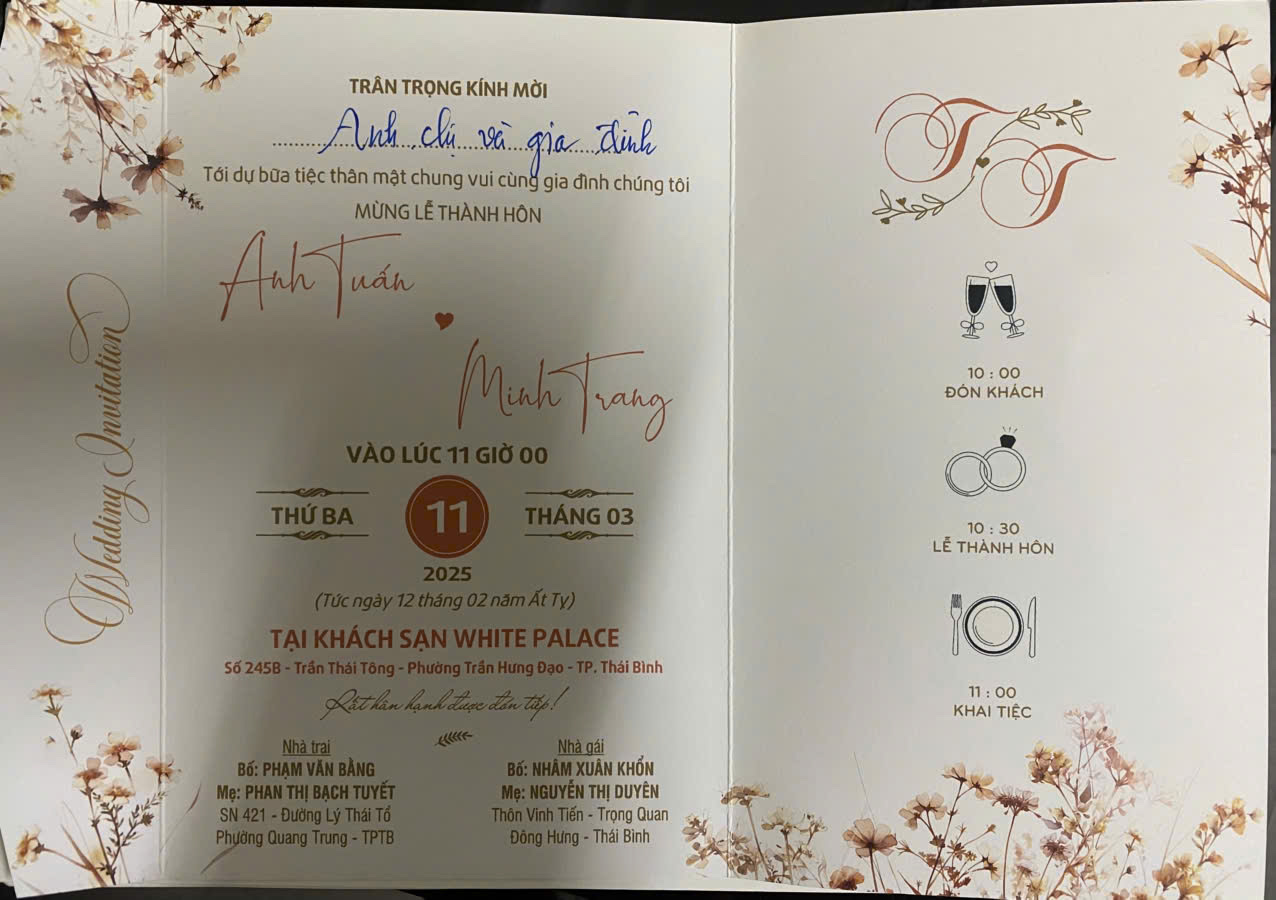 Wedding Invitation
TRÂN TRỌNG KÍNH MỜI
Anh chị và gia đình
Tới dự bữa tiệc thân mật chung vui cùng gia đình chúng tôi
MỪNG LỄ THÀNH HÔN
Anh Tuấn
Minh Trang
VÀO LÚC 11 GIỜ 00
THỨ BA 11 THÁNG 03
2025
(Tức ngày 12 tháng 02 năm Ất Tỵ)
TẠI KHÁCH SẠN WHITE PALACE
Số 245B - Trần Thái Tông - Phường Trần Hưng Đạo - TP. Thái Bình
Rất hân hạnh được đón tiếp!
Nhà trai
Bố: PHẠM VĂN BẰNG
Mẹ: PHAN THỊ BẠCH TUYẾT
SN 421 - Đường Lý Thái Tổ
Phường Quang Trung - TPTB
Nhà gái
Bố: NHÂM XUÂN KHỔN
Mẹ: NGUYỄN THỊ DUYÊN
Thôn Vinh Tiến - Trọng Quan
Đông Hưng - Thái Bình
T T
10 : 00
ĐÓN KHÁCH
10 : 30
LỄ THÀNH HÔN
11 : 00
KHAI TIỆC